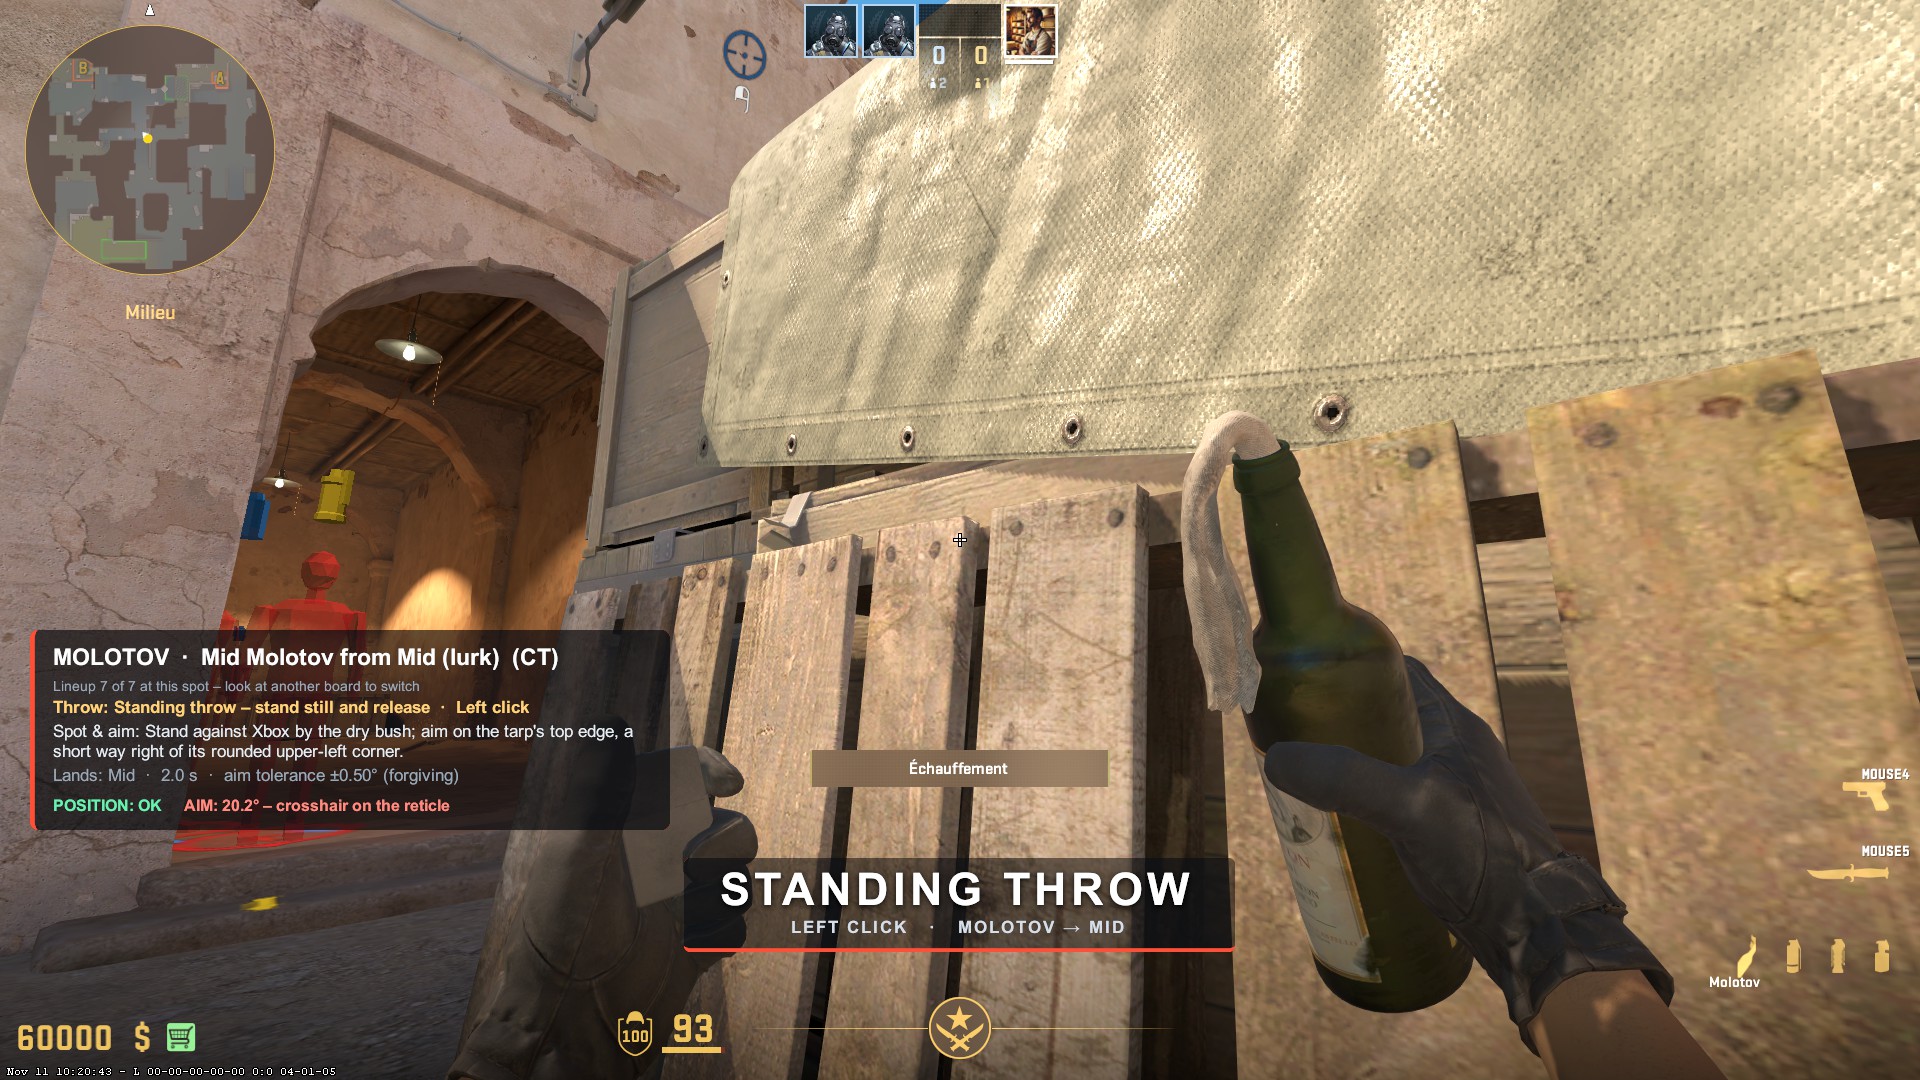 B
A
Milieu
0
0
2
1
MOLOTOV · Mid Molotov from Mid (lurk) (CT)
Lineup 7 of 7 at this spot – look at another board to switch
Throw: Standing throw – stand still and release · Left click
Spot & aim: Stand against Xbox by the dry bush; aim on the tarp's top edge, a
short way right of its rounded upper-left corner.
Lands: Mid · 2.0 s · aim tolerance ±0.50° (forgiving)
POSITION: OK AIM: 20.2° – crosshair on the reticle
Échauffement
STANDING THROW
LEFT CLICK · MOLOTOV → MID
MOUSE4
MOUSE5
Molotov
60000 $
100
93
Nov 11 10:20:43 - L 00-00-00-00-00 0:0 04-01-05